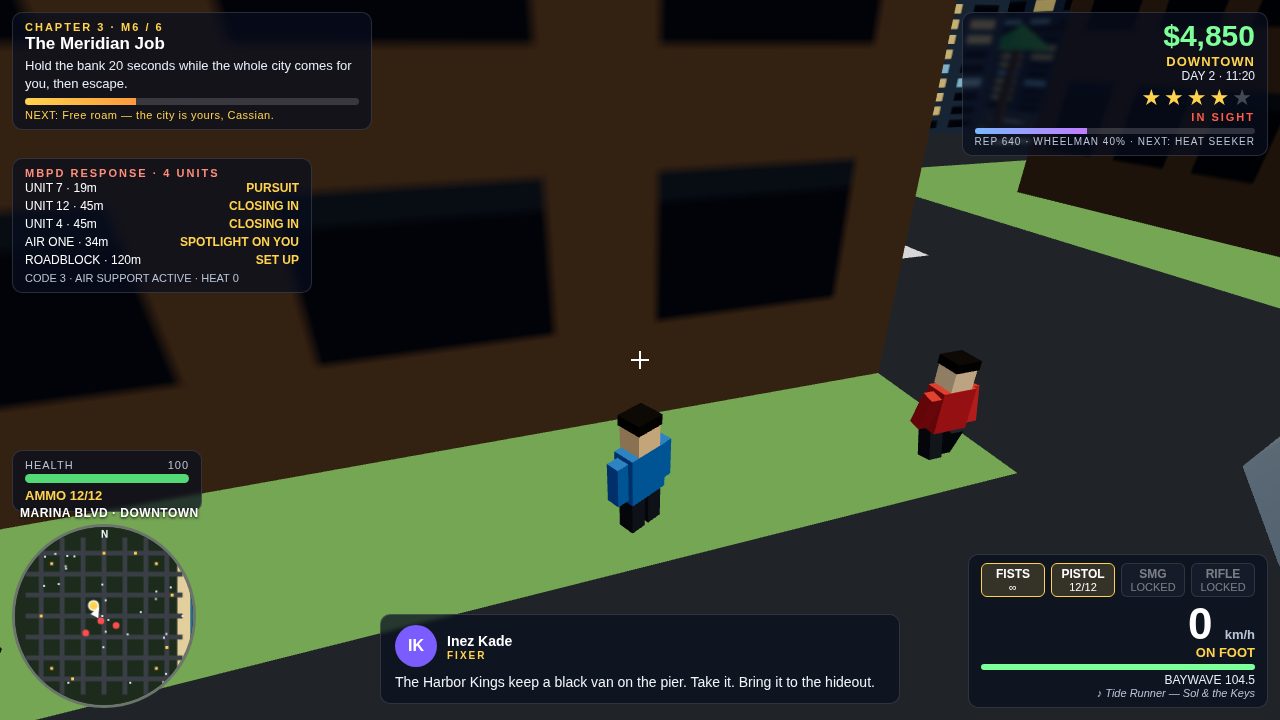 CHAPTER 3 · M6 / 6
The Meridian Job
Hold the bank 20 seconds while the whole city comes for
you, then escape.
NEXT: Free roam — the city is yours, Cassian.
$4,850
DOWNTOWN
DAY 2 · 11:20
★★★★★
IN SIGHT
REP 640 · WHEELMAN 40% · NEXT: HEAT SEEKER
MBPD RESPONSE · 4 UNITS
UNIT 7 · 19m PURSUIT
UNIT 12 · 45m CLOSING IN
UNIT 4 · 45m CLOSING IN
AIR ONE · 34m SPOTLIGHT ON YOU
ROADBLOCK · 120m SET UP
CODE 3 · AIR SUPPORT ACTIVE · HEAT 0
HEALTH 100
AMMO 12/12
MARINA BLVD · DOWNTOWN
N
IK
Inez Kade
FIXER
The Harbor Kings keep a black van on the pier. Take it. Bring it to the hideout.
FISTS PISTOL SMG RIFLE
∞ 12/12 LOCKED LOCKED
0 km/h
ON FOOT
BAYWAVE 104.5
♪ Tide Runner — Sol & the Keys